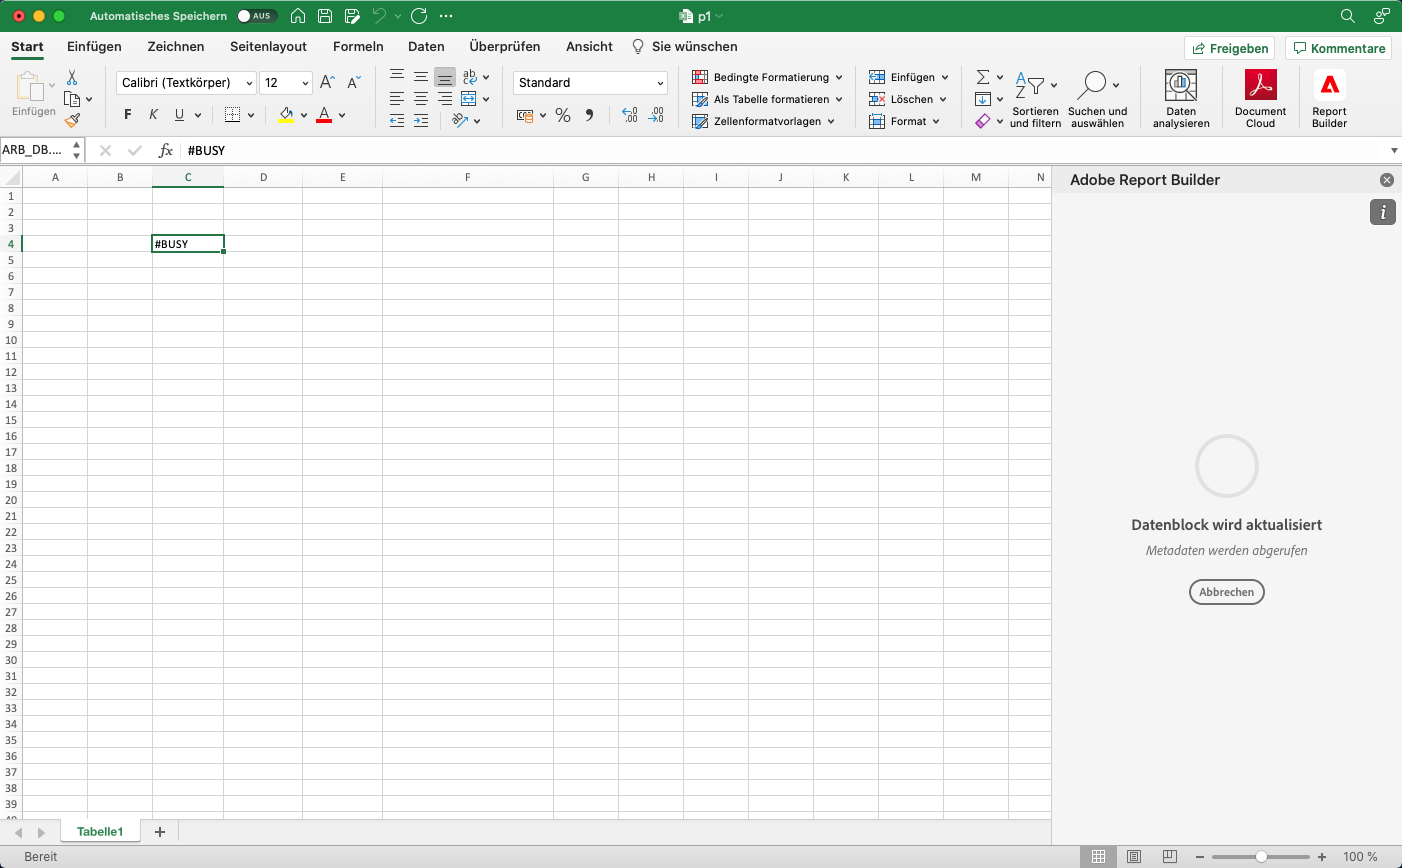 Automatisches Speichern AUS p1
Start Einfügen Zeichnen Seitenlayout Formeln Daten Überprüfen Ansicht Sie wünschen Freigeben Kommentare
Einfügen
Calibri (Textkörper) 12
F K U
ab
Standard
%
Bedingte Formatierung
Als Tabelle formatieren
Zellenformatvorlagen
Einfügen
Löschen
Format
Sortieren
und filtern
Suchen und
auswählen
Daten
analysieren
Document
Cloud
Report
Builder
ARB_DB.... fx #BUSY
A B C D E F G H I J K L M N
1
2
3
4 #BUSY
5
6
7
8
9
10
11
12
13
14
15
16
17
18
19
20
21
22
23
24
25
26
27
28
29
30
31
32
33
34
35
36
37
38
39
Adobe Report Builder
i
Datenblock wird aktualisiert
Metadaten werden abgerufen
Abbrechen
Tabelle1 +
Bereit 100 %